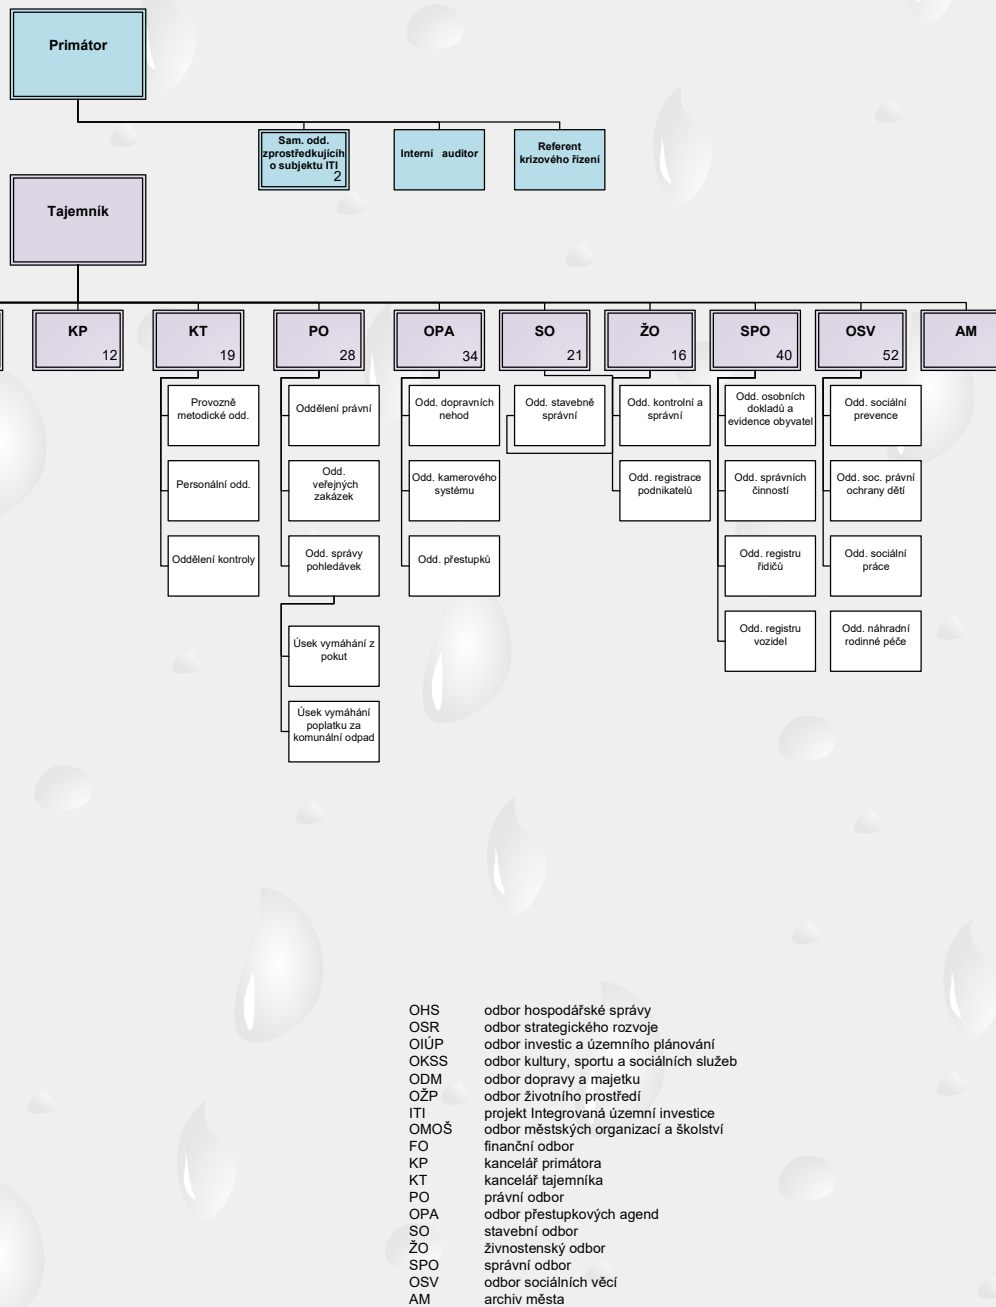 Primátor
Sam. odd.
zprostředkujícíh
o subjektu ITI
2
Interní auditor
Referent
krizového řízení
Tajemník
KP
12
KT
19
PO
28
OPA
34
SO
21
ŽO
16
SPO
40
OSV
52
AM
Provozně
metodické odd.
Personální odd.
Oddělení kontroly
Oddělení právní
Odd.
veřejných
zakázek
Odd. správy
pohledávek
Úsek vymáhání z
pokut
Úsek vymáhání
poplatku za
komunální odpad
Odd. dopravních
nehod
Odd. kamerového
systému
Odd. přestupků
Odd. stavebně
správní
Odd. kontrolní a
správní
Odd. registrace
podnikatelů
Odd. osobních
dokladů a
evidence obyvatel
Odd. správních
činností
Odd. registru
řidičů
Odd. registru
vozidel
Odd. sociální
prevence
Odd. soc. právní
ochrany dětí
Odd. sociální
práce
Odd. náhradní
rodinné péče
OHS odbor hospodářské správy
OSR odbor strategického rozvoje
OIÚP odbor investic a územního plánování
OKSS odbor kultury, sportu a sociálních služeb
ODM odbor dopravy a majetku
OŽP odbor životního prostředí
ITI projekt Integrovaná územní investice
OMOŠ odbor městských organizací a školství
FO finanční odbor
KP kancelář primátora
KT kancelář tajemníka
PO právní odbor
OPA odbor přestupkových agend
SO stavební odbor
ŽO živnostenský odbor
SPO správní odbor
OSV odbor sociálních věcí
AM archiv města